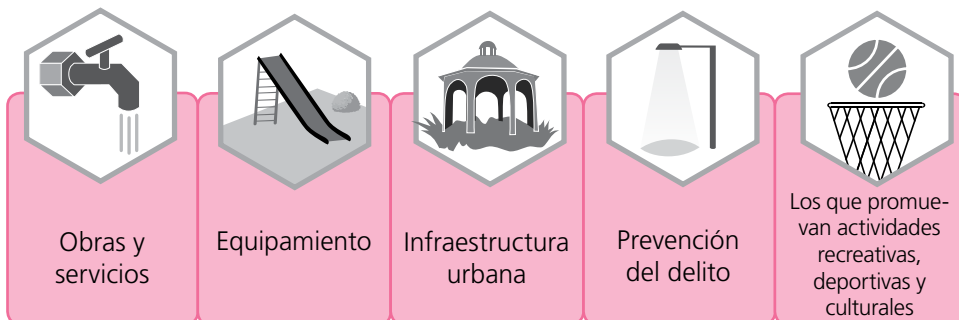 Obras y
servicios
Equipamiento
Infraestructura
urbana
Prevención
del delito
Los que promue-
van actividades
recreativas,
deportivas y
culturales